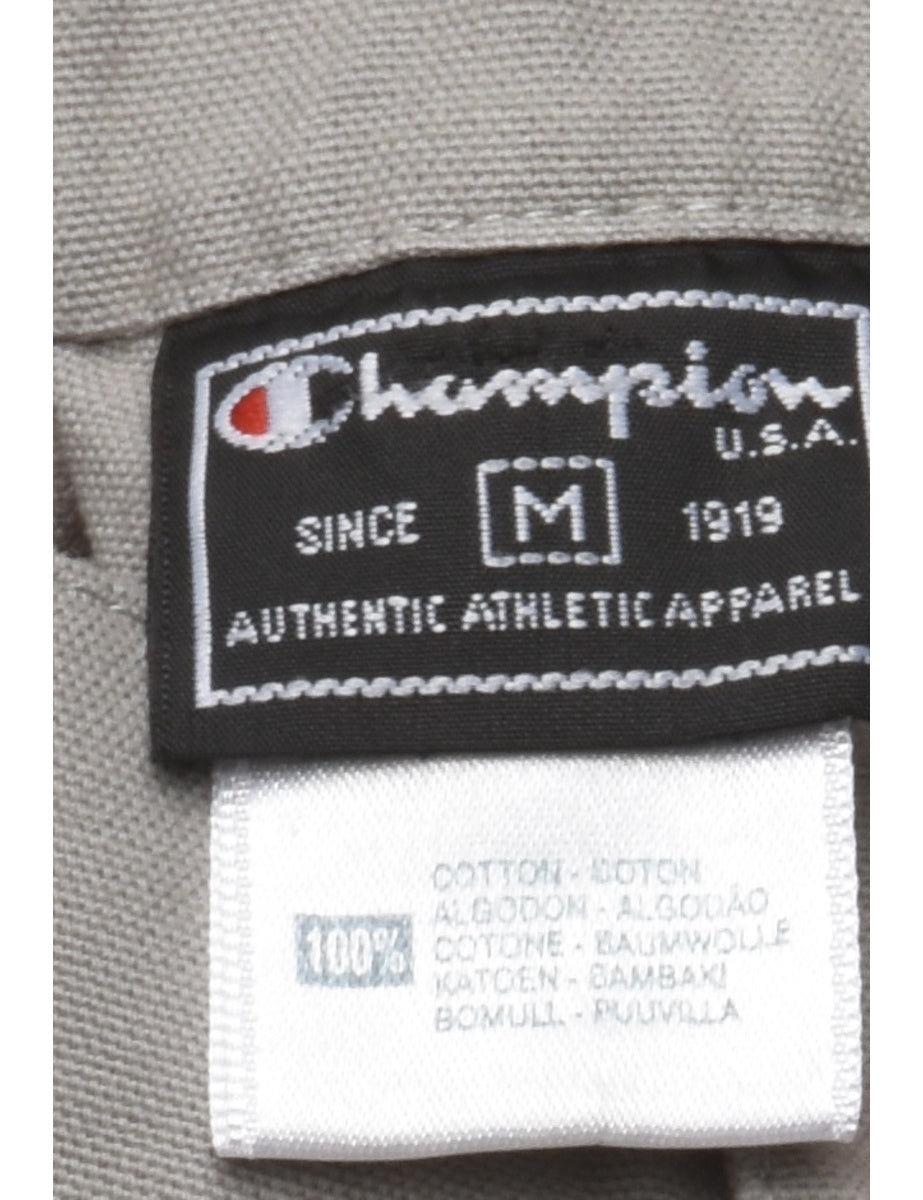 Champion
U.S.A.
SINCE M 1919
AUTHENTIC ATHLETIC APPAREL
100%
COTTON - COTON
ALGODON - ALGODÃO
COTONE - BAUMWOLLE
KATOEN - BAMBAKI
BOMULL - PUUVILLA